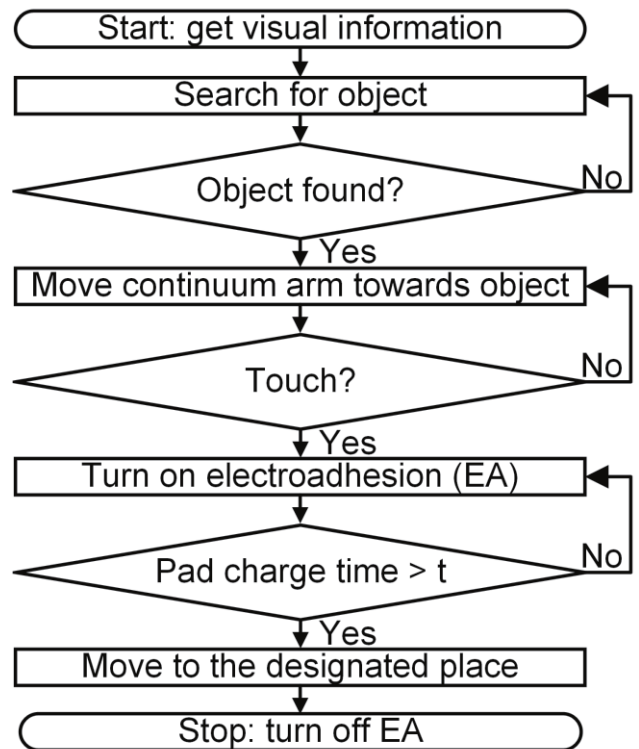 Start: get visual information
Search for object
Object found?
No
Yes
Move continuum arm towards object
Touch?
No
Yes
Turn on electroadhesion (EA)
Pad charge time > t
No
Yes
Move to the designated place
Stop: turn off EA